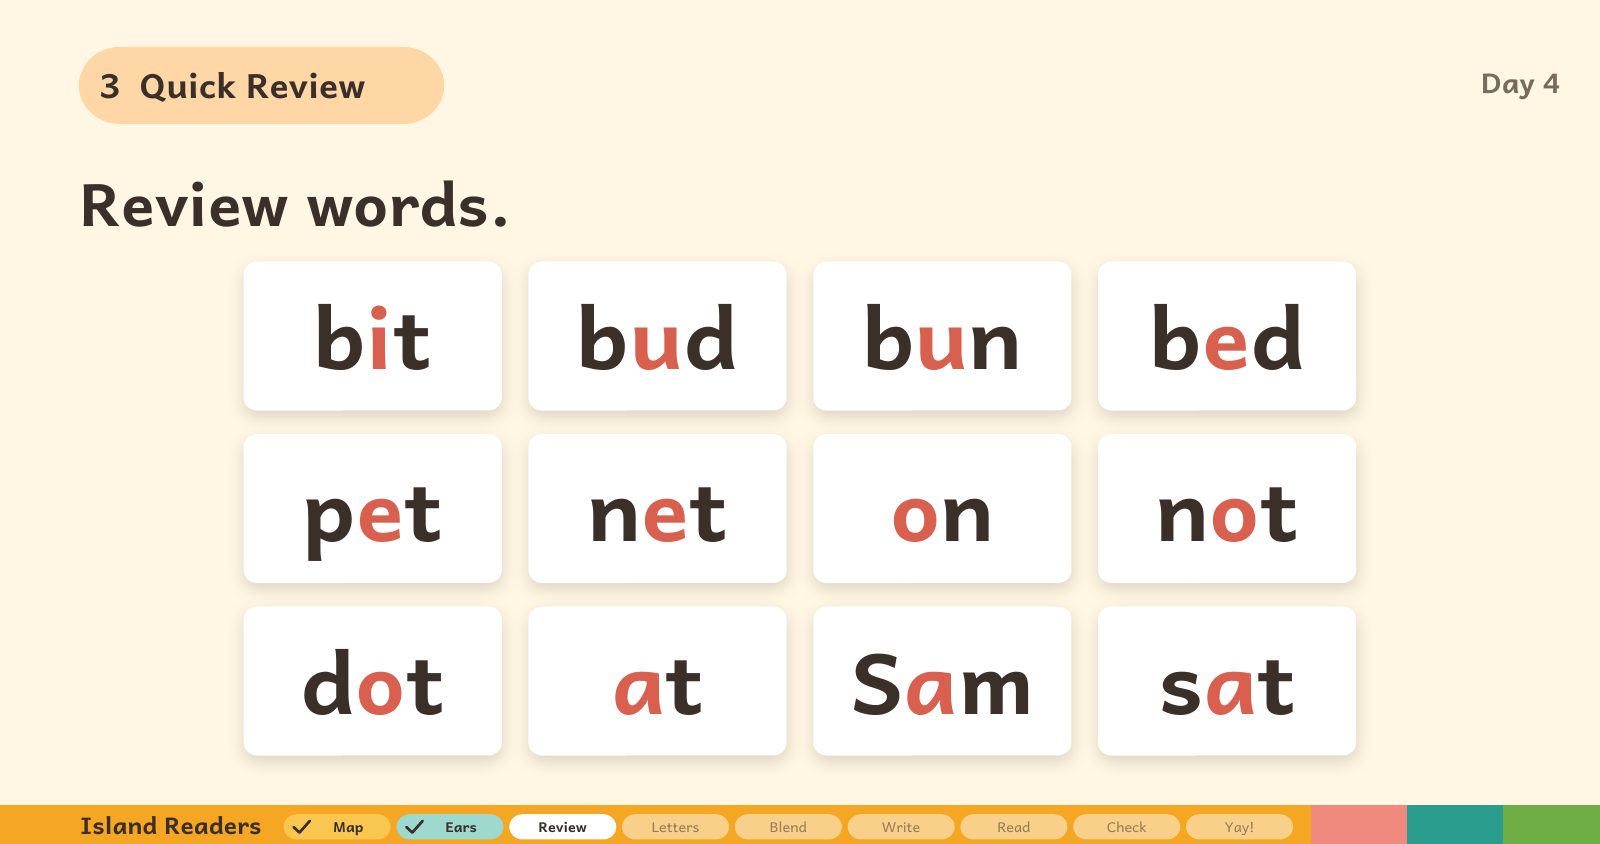 3 Quick Review
Day 4
Review words.
bit bud bun bed
pet net on not
dot at Sam sat
Island Readers Map Ears Review Letters Blend Write Read Check Yay!